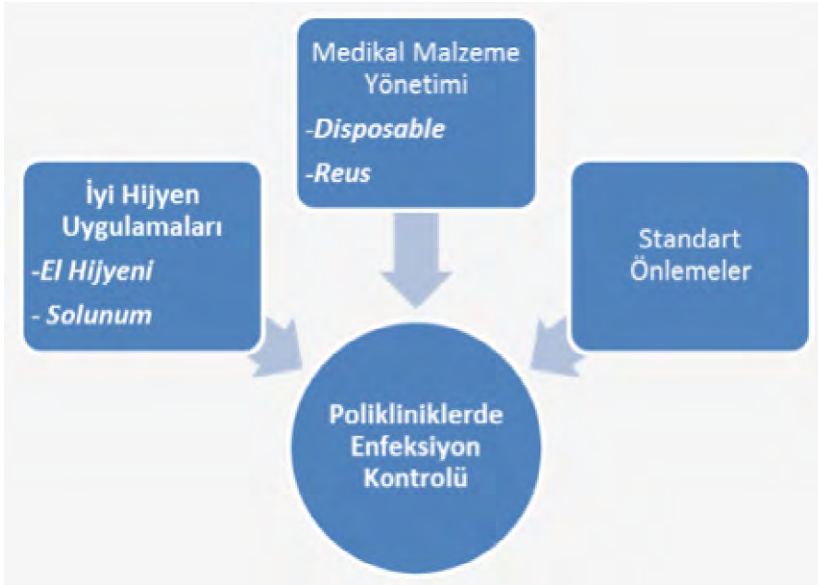 Medikal Malzeme
Yönetimi
-Disposable
-Reus
İyi Hijyen
Uygulamaları
-El Hijyeni
- Solunum
Standart
Önlemeler
Polikliniklerde
Enfeksiyon
Kontrolü